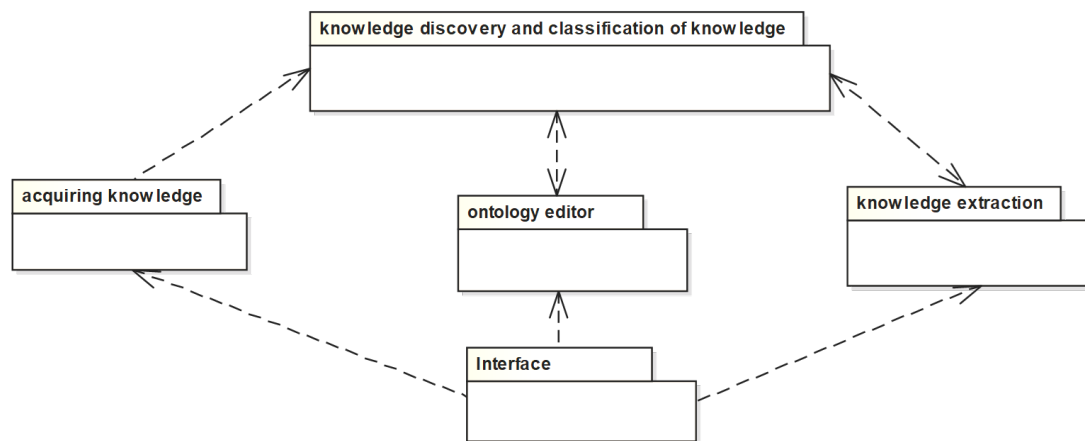 knowledge discovery and classification of knowledge
acquiring knowledge
ontology editor
knowledge extraction
Interface